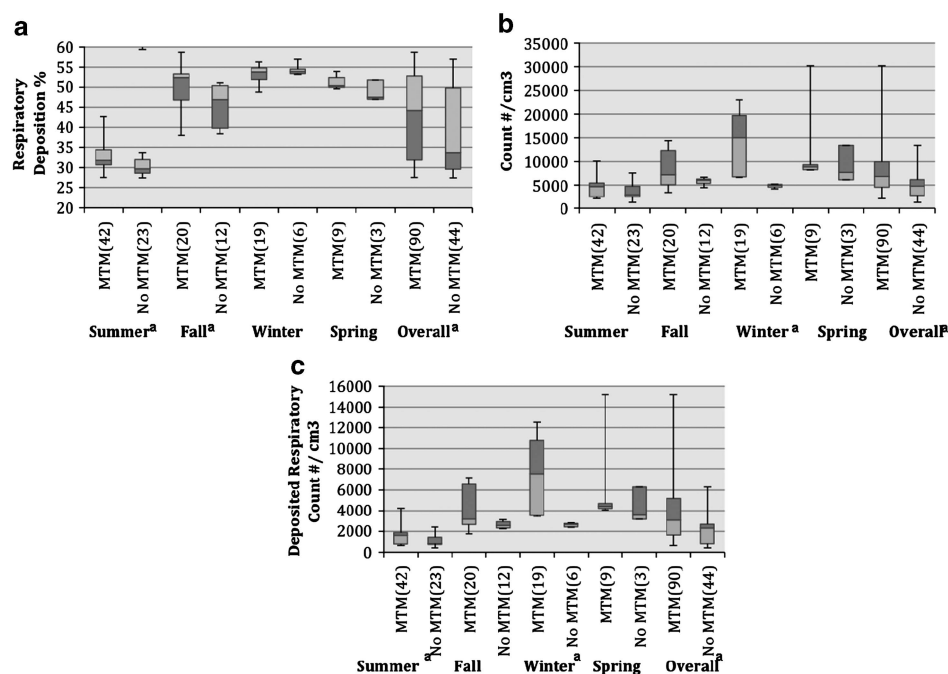 a
Respiratory
Deposition %
60
55
50
45
40
35
30
25
20
MTM(42)
No MTM(23)
MTM(20)
No MTM(12)
MTM(19)
No MTM(6)
MTM(9)
No MTM(3)
MTM(90)
No MTM(44)
Summerª Fallª Winter Spring Overallª
b
Count #/cm3
35000
30000
25000
20000
15000
10000
5000
0
MTM(42)
No MTM(23)
MTM(20)
No MTM(12)
MTM(19)
No MTM(6)
MTM(9)
No MTM(3)
MTM(90)
No MTM(44)
Summer Fall Winter ª Spring Overallª
c
Deposited Respiratory
Count #/ cm3
16000
14000
12000
10000
8000
6000
4000
2000
0
MTM(42)
No MTM(23)
MTM(20)
No MTM(12)
MTM(19)
No MTM(6)
MTM(9)
No MTM(3)
MTM(90)
No MTM(44)
Summer ª Fall Winterª Spring Overallª